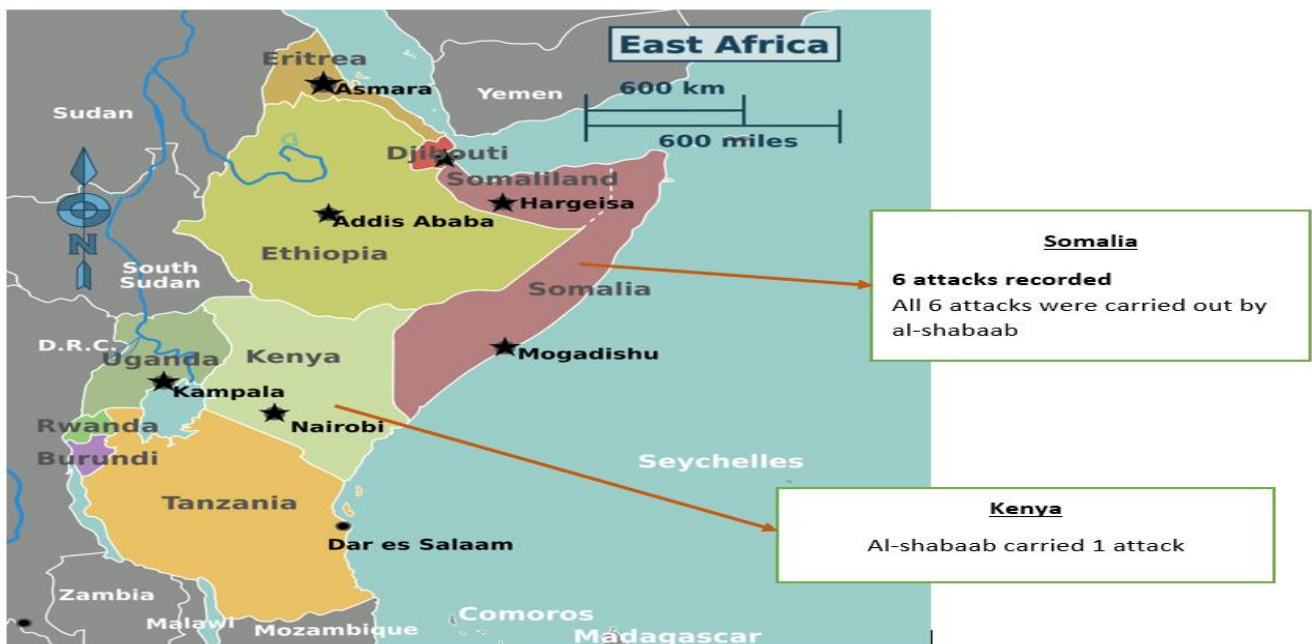 East Africa
600 km
600 miles
Eritrea
Asmara
Yemen
Sudan
Djibouti
Somaliland
Hargeisa
Addis Ababa
Ethiopia
N
South
Sudan
Somalia
D.R.C.
Uganda
Kenya
Mogadishu
Kampala
Nairobi
Rwanda
Burundi
Seychelles
Tanzania
Dar es Salaam
Zambia
Malawi
Mozambique
Comoros
Madagascar
Somalia
6 attacks recorded
All 6 attacks were carried out by
al-shabaab
Kenya
Al-shabaab carried 1 attack